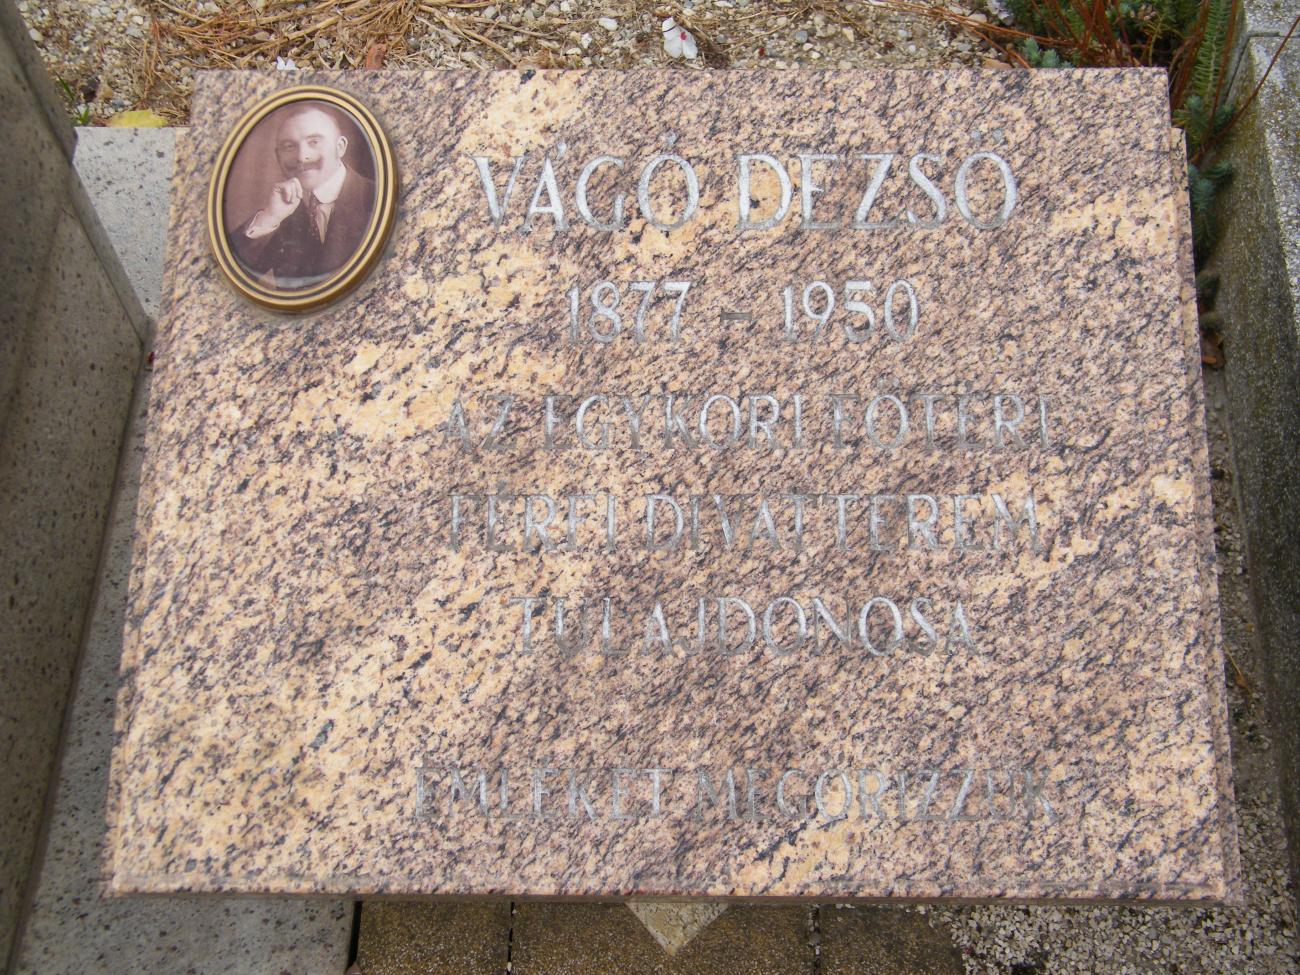 VÁGÓ DEZSŐ
1877 - 1950
AZ EGYKORI FŐTÉRI
FÉRFI DIVATTEREM
TULAJDONOSA
EMLÉKÉT MEGŐRIZZÜK